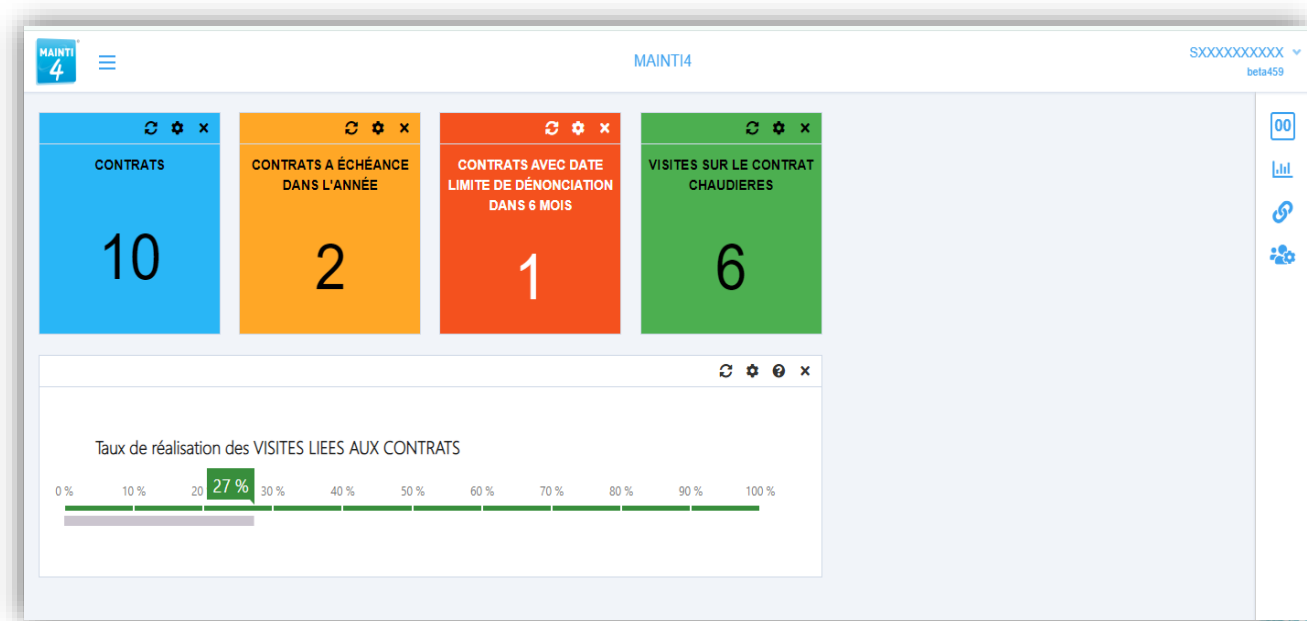 MAINTI
4
MAINTI4
SXXXXXXXXXX
beta459
CONTRATS
10
CONTRATS A ÉCHÉANCE
DANS L'ANNÉE
2
CONTRATS AVEC DATE
LIMITE DE DÉNONCIATION
DANS 6 MOIS
1
VISITES SUR LE CONTRAT
CHAUDIERES
6
00
Taux de réalisation des VISITES LIEES AUX CONTRATS
0 % 10 % 20 27 % 30 % 40 % 50 % 60 % 70 % 80 % 90 % 100 %